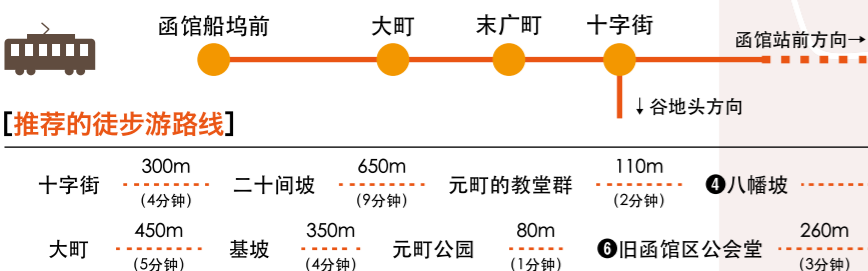 函馆船坞前 大町 末广町 十字街 函馆站前方向→
↓谷地头方向
[推荐的徒步游路线]
300m 650m 110m
十字街 二十间坡 元町的教堂群 ❹八幡坡
(4分钟) (9分钟) (2分钟)
450m 350m 80m 260m
大町 基坡 元町公园 ❻旧函馆区公会堂
(5分钟) (4分钟) (1分钟) (3分钟)